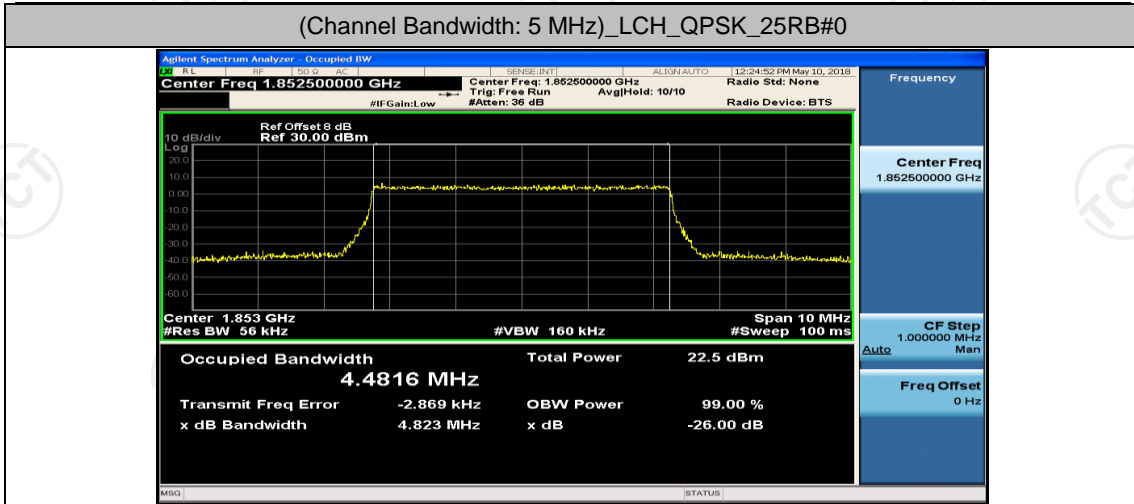 (Channel Bandwidth: 5 MHz)_LCH_QPSK_25RB#0
Agilent Spectrum Analyzer - Occupied BW
LXI RL RF 50 Ω AC SENSE:INT ALIGN AUTO 12:24:52 PM May 10, 2018
Center Freq 1.852500000 GHz
Center Freq: 1.852500000 GHz Radio Std: None
Trig: Free Run Avg|Hold: 10/10
#IFGain:Low #Atten: 36 dB Radio Device: BTS
Frequency
Ref Offset 8 dB
10 dB/div Ref 30.00 dBm
Log
20.0
10.0
0.00
-10.0
-20.0
-30.0
-40.0
-50.0
-60.0
Center Freq
1.852500000 GHz
Center 1.853 GHz Span 10 MHz
#Res BW 56 kHz #VBW 160 kHz #Sweep 100 ms
CF Step
1.000000 MHz
Auto Man
Occupied Bandwidth Total Power 22.5 dBm
4.4816 MHz
Freq Offset
0 Hz
Transmit Freq Error -2.869 kHz OBW Power 99.00 %
x dB Bandwidth 4.823 MHz x dB -26.00 dB
MSG STATUS
TCT
TCT